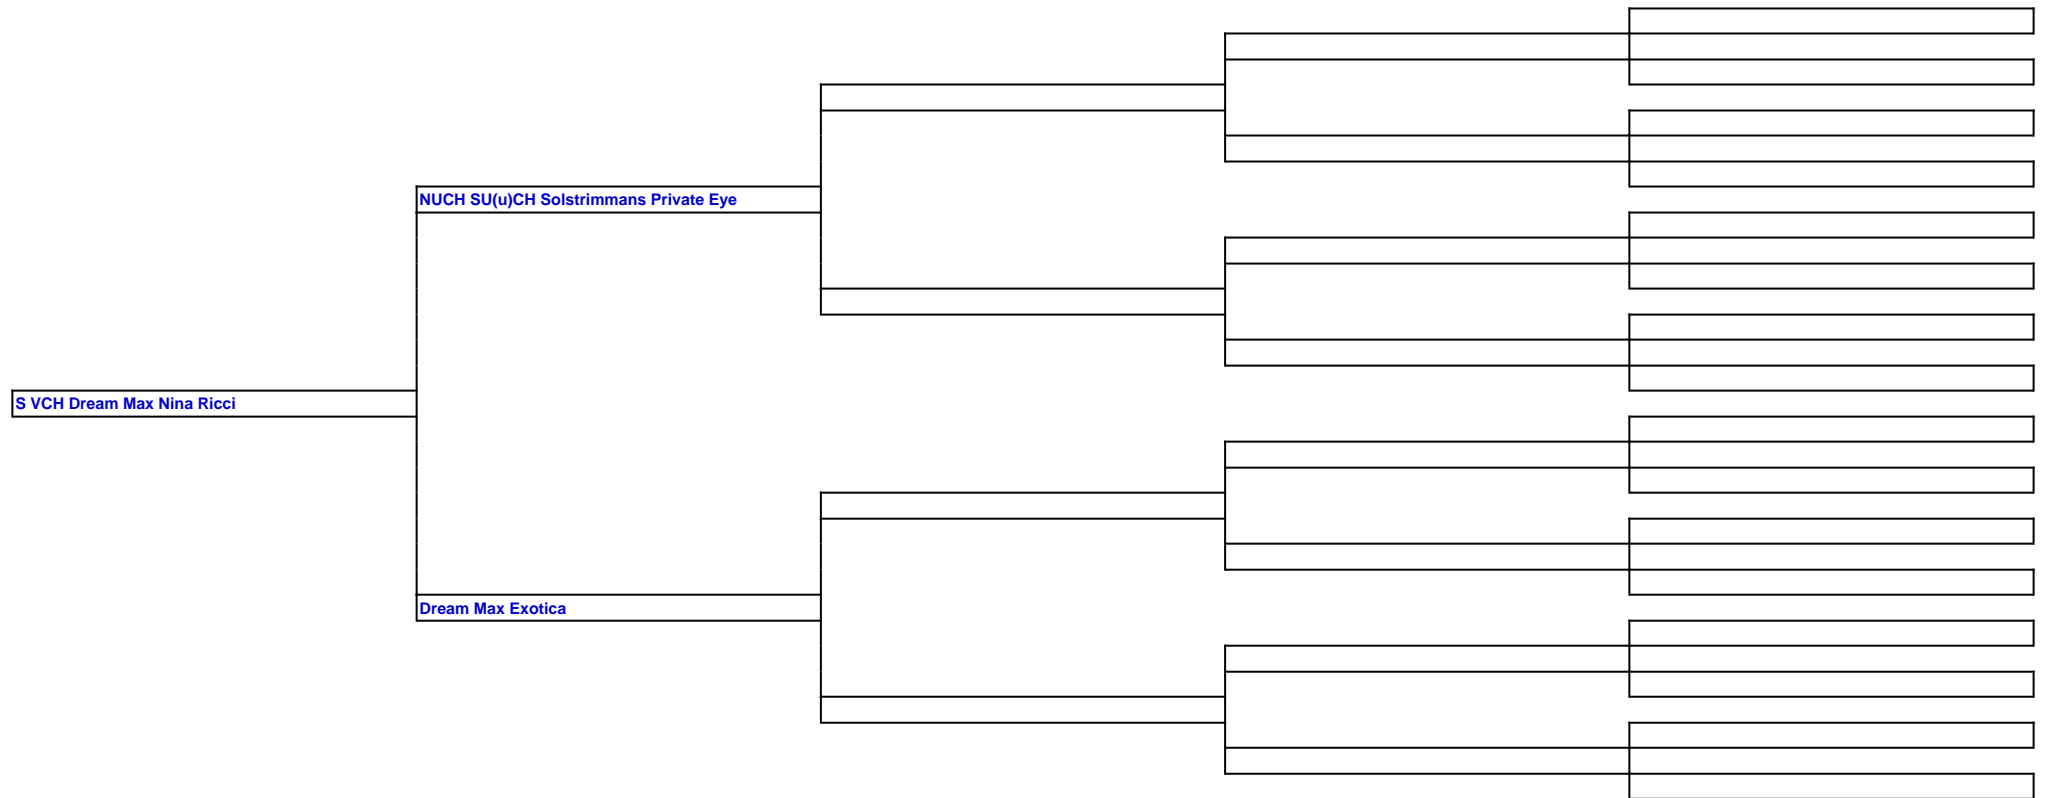 NUCH SU(u)CH Solstrimmans Private Eye
S VCH Dream Max Nina Ricci
Dream Max Exotica